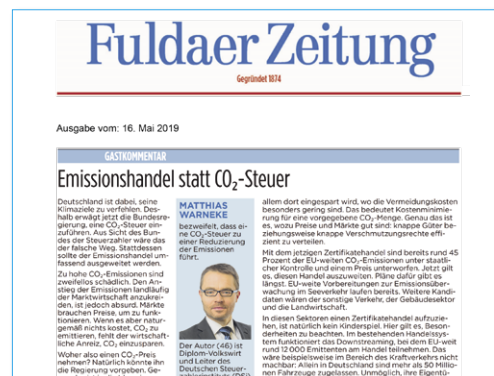 Fuldaer Zeitung
Gegründet 1874
Ausgabe vom: 16. Mai 2019
GASTKOMMENTAR
Emissionshandel statt CO₂-Steuer
Deutschland ist dabei, seine
Klimaziele zu verfehlen. Des-
halb erwägt jetzt die Bundesre-
gierung, eine CO₂-Steuer ein-
zuführen. Aus Sicht des Bun-
des der Steuerzahler wäre das
der falsche Weg. Stattdessen
sollte der Emissionshandel um-
fassend ausgeweitet werden.
Zu hohe CO₂-Emissionen sind
zweifellos schädlich. Den An-
stieg der Emissionen landläufig
der Marktwirtschaft anzukrei-
den, ist jedoch absurd. Märkte
brauchen Preise, um zu funk-
tionieren. Wenn es aber natur-
gemäß nichts kostet, CO₂ zu
emittieren, fehlt der wirtschaft-
liche Anreiz, CO₂ einzusparen.
Woher also einen CO₂-Preis
nehmen? Natürlich könnte ihn
die Regierung vorgeben. Ge-
MATTHIAS
WARNEKE
bezweifelt, dass ei-
ne CO₂-Steuer zu
einer Reduzierung
der Emissionen
führt.
Der Autor (46) ist
Diplom-Volkswirt
und Leiter des
Deutschen Steuer-
allem dort eingespart wird, wo die Vermeidungskosten
besonders gering sind. Das bedeutet Kostenminimie-
rung für eine vorgegebene CO₂-Menge. Genau das ist
es, wozu Preise und Märkte gut sind: knappe Güter be-
ziehungsweise knappe Verschmutzungsrechte effi-
zient zu verteilen.
Mit dem jetzigen Zertifikatehandel sind bereits rund 45
Prozent der EU-weiten CO₂-Emissionen unter staatli-
cher Kontrolle und einem Preis unterworfen. Jetzt gilt
es, diesen Handel auszuweiten. Pläne dafür gibt es
längst. EU-weite Vorbereitungen zur Emissionsüber-
wachung im Seeverkehr laufen bereits. Weitere Kandi-
daten wären der sonstige Verkehr, der Gebäudesektor
und die Landwirtschaft.
In diesen Sektoren einen Zertifikatehandel aufzuzie-
hen, ist natürlich kein Kinderspiel. Hier gilt es, Beson-
derheiten zu beachten. Im bestehenden Handelssys-
tem funktioniert das Downstreaming, bei dem EU-weit
rund 12 000 Emittenten am Handel teilnehmen. Das
wäre beispielsweise im Bereich des Kraftverkehrs nicht
machbar: Allein in Deutschland sind mehr als 50 Millio-
nen Fahrzeuge zugelassen. Unmöglich, ihre Eigentü-